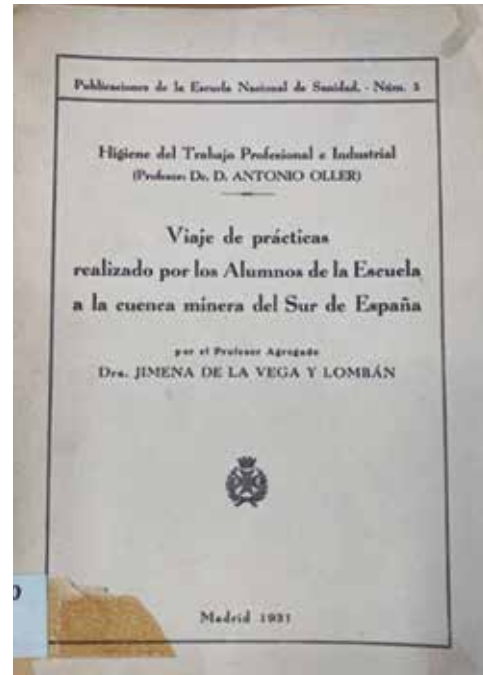 Publicaciones de la Escuela Nacional de Sanidad. - Núm. 5
Higiene del Trabajo Profesional e Industrial
(Profesor: Dr. D. ANTONIO OLLER)
Viaje de prácticas
realizado por los Alumnos de la Escuela
a la cuenca minera del Sur de España
por el Profesor Agregado
Dra. JIMENA DE LA VEGA Y LOMBÁN
Madrid 1931